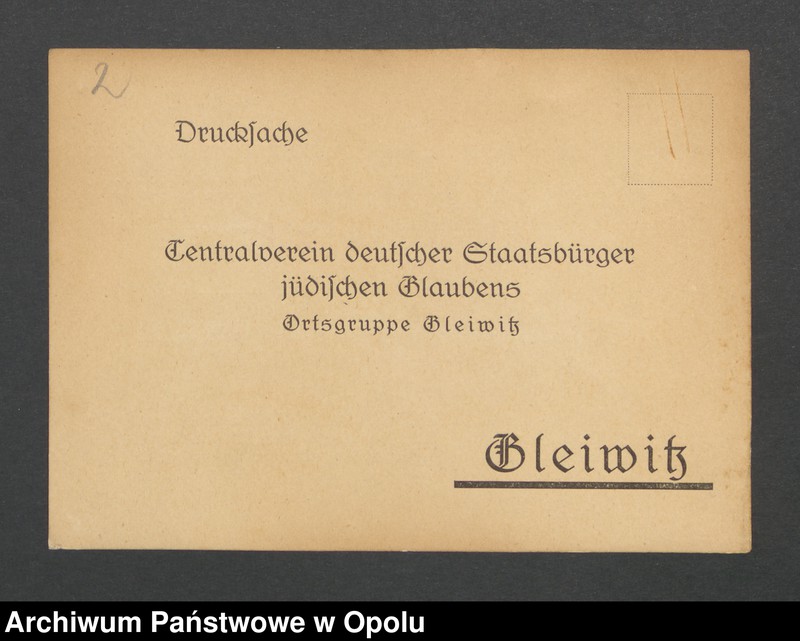 2
Druckſache
Centralverein deutſcher Staatsbürger
jüdiſchen Glaubens
Ortsgruppe Gleiwitz
Gleiwitz
Archiwum Państwowe w Opolu